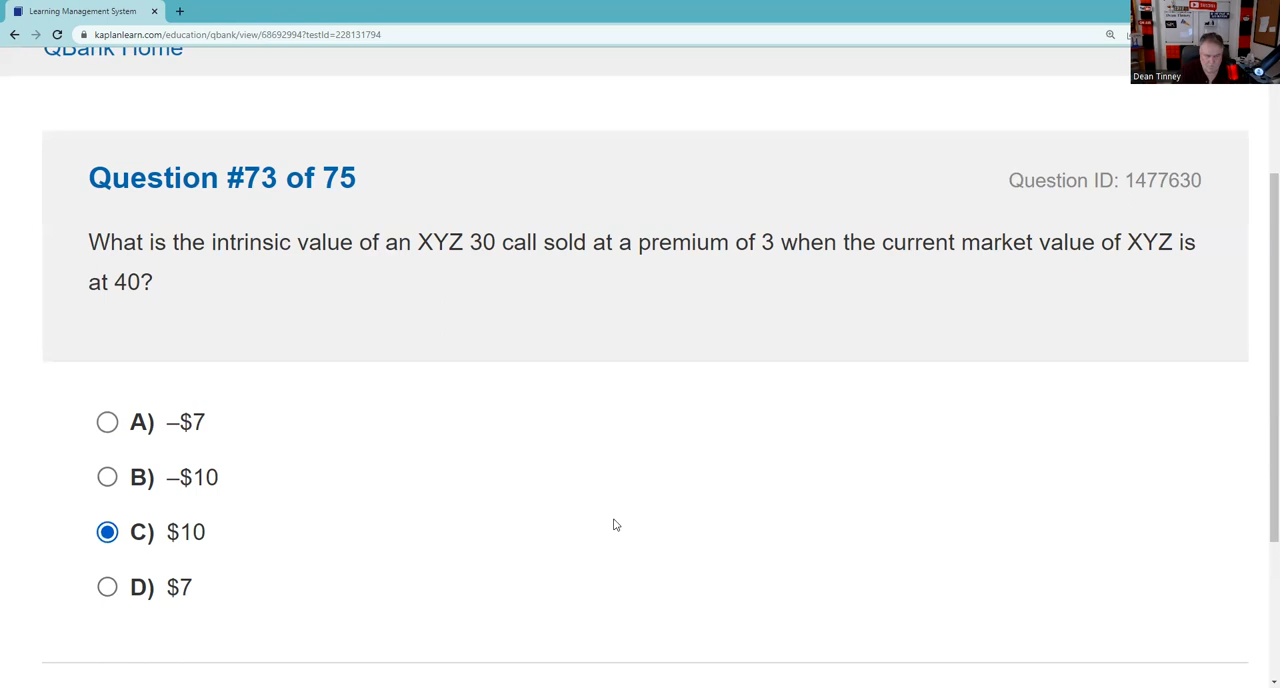 Learning Management System
kaplanlearn.com/education/qbank/view/68692994?testId=228131794
Dean Tinney
QBank Home
Question #73 of 75
Question ID: 1477630
What is the intrinsic value of an XYZ 30 call sold at a premium of 3 when the current market value of XYZ is
at 40?
A) –$7
B) –$10
C) $10
D) $7